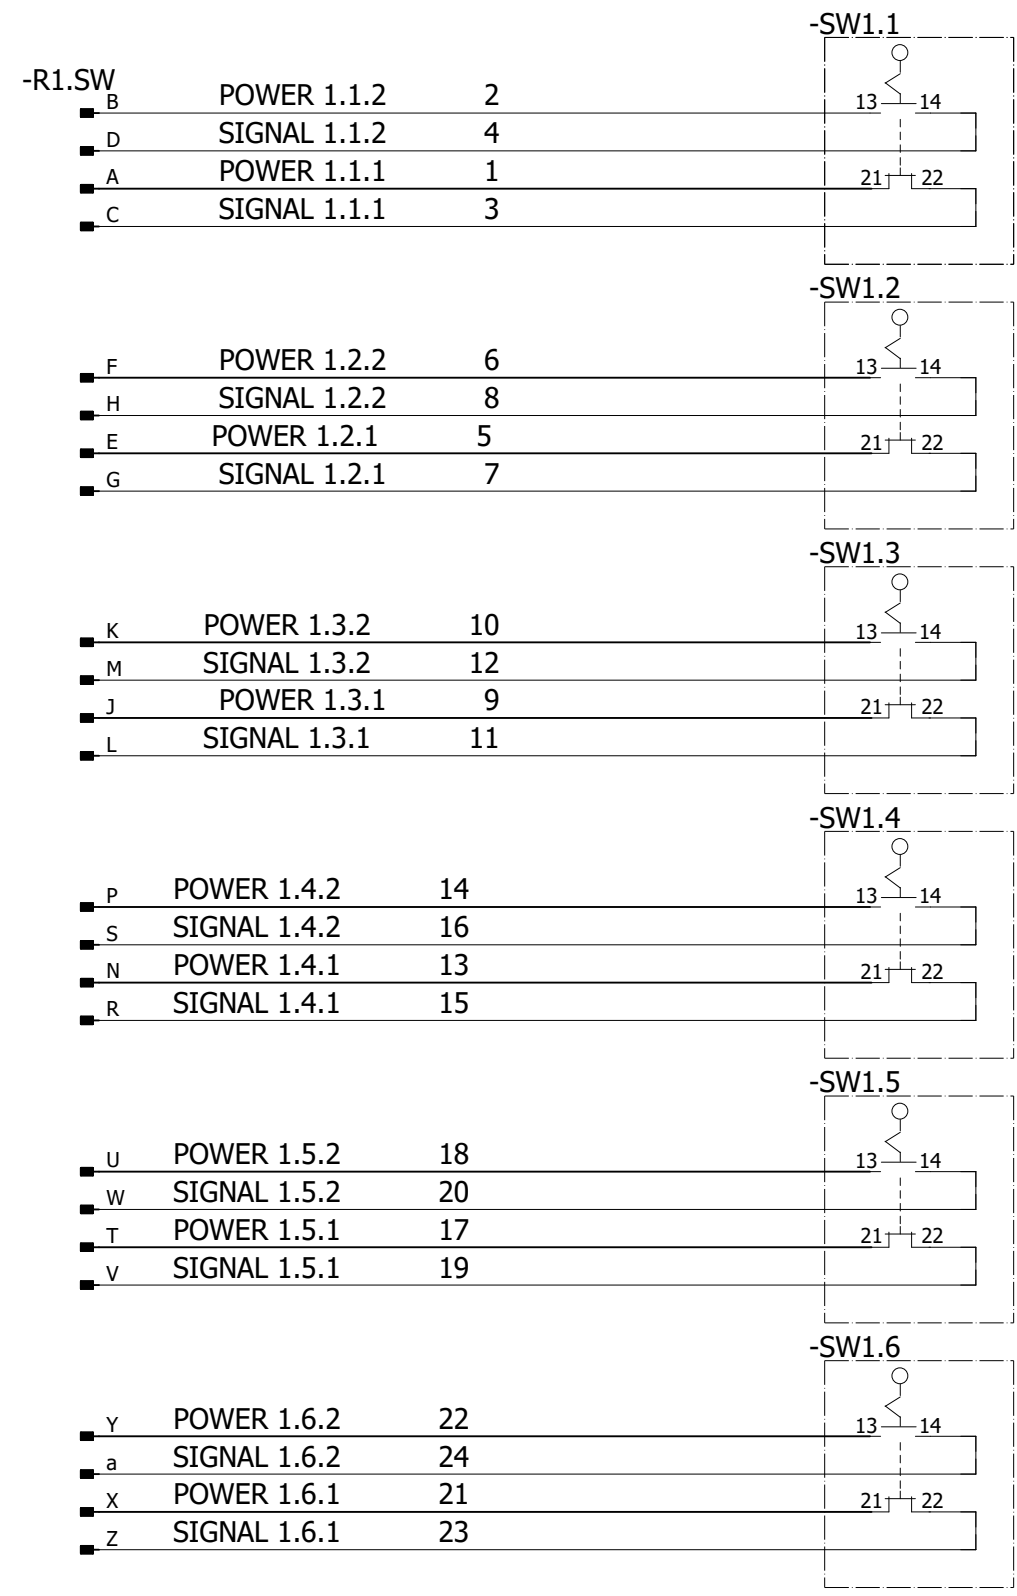 -SW1.1
-R1.SW
B POWER 1.1.2 2 13 14
D SIGNAL 1.1.2 4
A POWER 1.1.1 1 21 22
C SIGNAL 1.1.1 3
-SW1.2
F POWER 1.2.2 6 13 14
H SIGNAL 1.2.2 8
E POWER 1.2.1 5 21 22
G SIGNAL 1.2.1 7
-SW1.3
K POWER 1.3.2 10 13 14
M SIGNAL 1.3.2 12
J POWER 1.3.1 9 21 22
L SIGNAL 1.3.1 11
-SW1.4
P POWER 1.4.2 14 13 14
S SIGNAL 1.4.2 16
N POWER 1.4.1 13 21 22
R SIGNAL 1.4.1 15
-SW1.5
U POWER 1.5.2 18 13 14
W SIGNAL 1.5.2 20
T POWER 1.5.1 17 21 22
V SIGNAL 1.5.1 19
-SW1.6
Y POWER 1.6.2 22 13 14
a SIGNAL 1.6.2 24
X POWER 1.6.1 21 21 22
Z SIGNAL 1.6.1 23